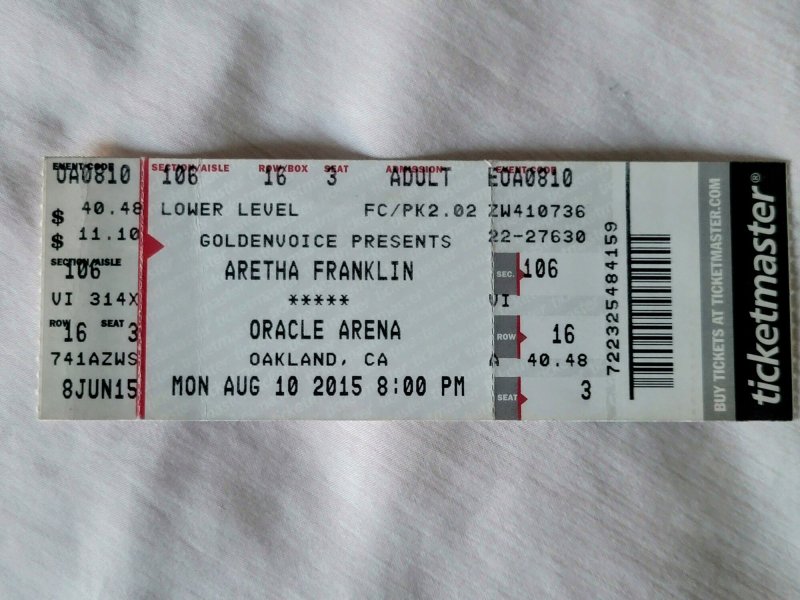 EVENT CODE
OA0810
$ 40.48
$ 11.10
SECTION/AISLE
106
VI 314X
ROW SEAT
16 3
741AZWS
8JUN15
SECTION/AISLE ROW/BOX SEAT ADMISSION
106 16 3 ADULT
LOWER LEVEL FC/PK2.02
GOLDENVOICE PRESENTS
ARETHA FRANKLIN
*****
ORACLE ARENA
OAKLAND, CA
MON AUG 10 2015 8:00 PM
EVENT CODE
EOA0810
ZW410736
22-27630
SEC. 106
VI
ROW 16
A 40.48
SEAT 3
722325484159
BUY TICKETS AT TICKETMASTER.COM
ticketmaster®